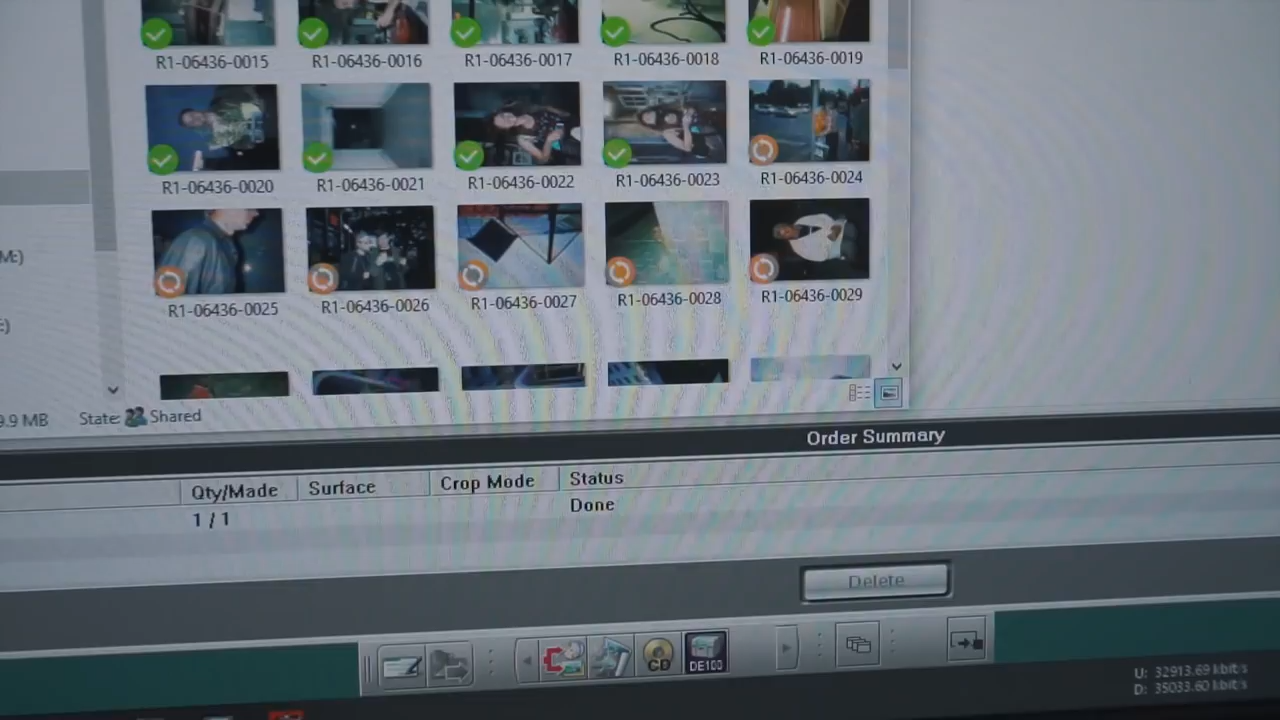 R1-06436-0015 R1-06436-0016 R1-06436-0017 R1-06436-0018 R1-06436-0019
R1-06436-0020 R1-06436-0021 R1-06436-0022 R1-06436-0023 R1-06436-0024
M:)
R1-06436-0025 R1-06436-0026 R1-06436-0027 R1-06436-0028 R1-06436-0029
:)
9.9 MB State: Shared
Order Summary
Qty/Made Surface Crop Mode Status
1 / 1 Done
Delete
CD DE100
U: 32913.69 kbit/s
D: 35033.60 kbit/s